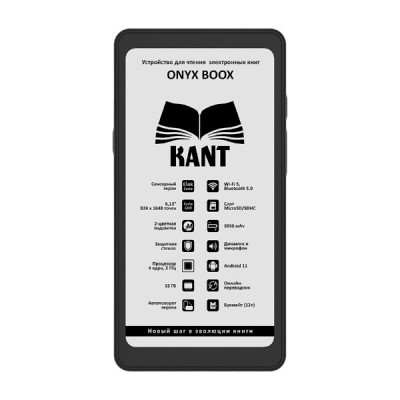 Устройство для чтения электронных книг
ONYX BOOX
KANT
Сенсорный
экран
Wi-Fi 5,
Bluetooth 5.0
6,13"
824 x 1648 точек
E Ink
Carta
Слот
MicroSD/SDHC
2-цветная
подсветка
3950 мАч
Защитное
стекло
Динамик и
микрофон
Процессор
4 ядра, 2 ГГц
Android 11
32 ГБ
Онлайн-
переводчик
Автоповорот
экрана
Букмейт (12+)
Новый шаг в эволюции книги